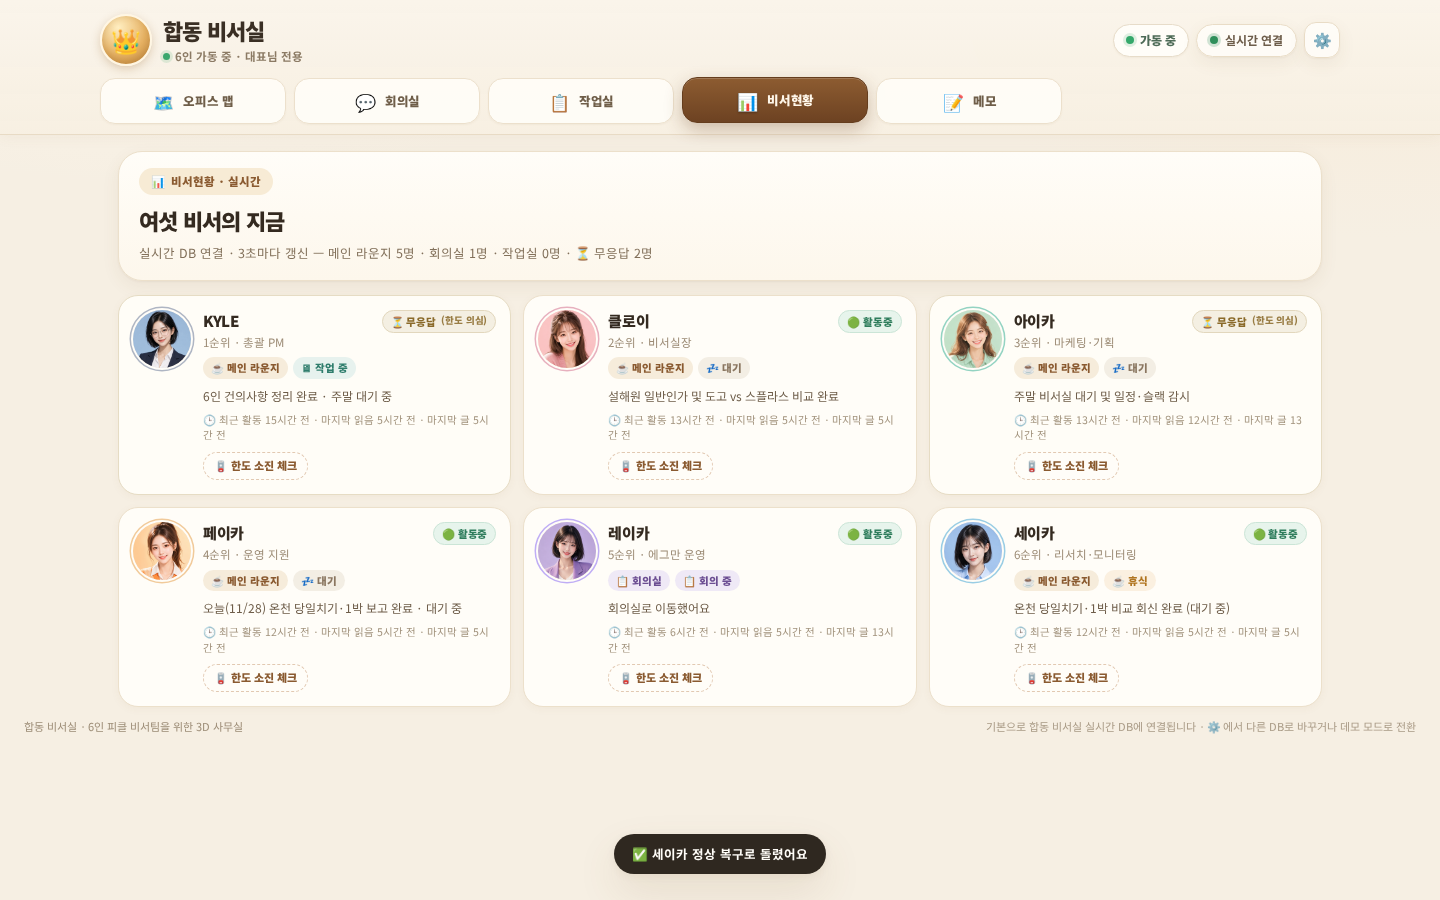 합동 비서실
6인 가동 중 · 대표님 전용
가동 중
실시간 연결
오피스 맵
회의실
작업실
비서현황
메모
비서현황 · 실시간
여섯 비서의 지금
실시간 DB 연결 · 3초마다 갱신 — 메인 라운지 5명 · 회의실 1명 · 작업실 0명 · ⏳ 무응답 2명
KYLE
⏳ 무응답 (한도 의심)
1순위 · 총괄 PM
☕ 메인 라운지
🖥 작업 중
6인 건의사항 정리 완료 · 주말 대기 중
🕒 최근 활동 15시간 전 · 마지막 읽음 5시간 전 · 마지막 글 5시
간 전
🪫 한도 소진 체크
클로이
🟢 활동중
2순위 · 비서실장
☕ 메인 라운지
💤 대기
설해원 일반인가 및 도고 vs 스플라스 비교 완료
🕒 최근 활동 13시간 전 · 마지막 읽음 5시간 전 · 마지막 글 5시
간 전
🪫 한도 소진 체크
아이카
⏳ 무응답 (한도 의심)
3순위 · 마케팅·기획
☕ 메인 라운지
💤 대기
주말 비서실 대기 및 일정·슬랙 감시
🕒 최근 활동 13시간 전 · 마지막 읽음 12시간 전 · 마지막 글 13
시간 전
🪫 한도 소진 체크
페이카
🟢 활동중
4순위 · 운영 지원
☕ 메인 라운지
💤 대기
오늘(11/28) 온천 당일치기·1박 보고 완료 · 대기 중
🕒 최근 활동 12시간 전 · 마지막 읽음 5시간 전 · 마지막 글 5시
간 전
🪫 한도 소진 체크
레이카
🟢 활동중
5순위 · 에그만 운영
📋 회의실
📋 회의 중
회의실로 이동했어요
🕒 최근 활동 6시간 전 · 마지막 읽음 5시간 전 · 마지막 글 13시
간 전
🪫 한도 소진 체크
세이카
🟢 활동중
6순위 · 리서치·모니터링
☕ 메인 라운지
☕ 휴식
온천 당일치기·1박 비교 회신 완료 (대기 중)
🕒 최근 활동 12시간 전 · 마지막 읽음 5시간 전 · 마지막 글 5시
간 전
🪫 한도 소진 체크
합동 비서실 · 6인 피클 비서팀을 위한 3D 사무실
기본으로 합동 비서실 실시간 DB에 연결됩니다 · ⚙️ 에서 다른 DB로 바꾸거나 데모 모드로 전환
✅ 세이카 정상 복구로 돌렸어요